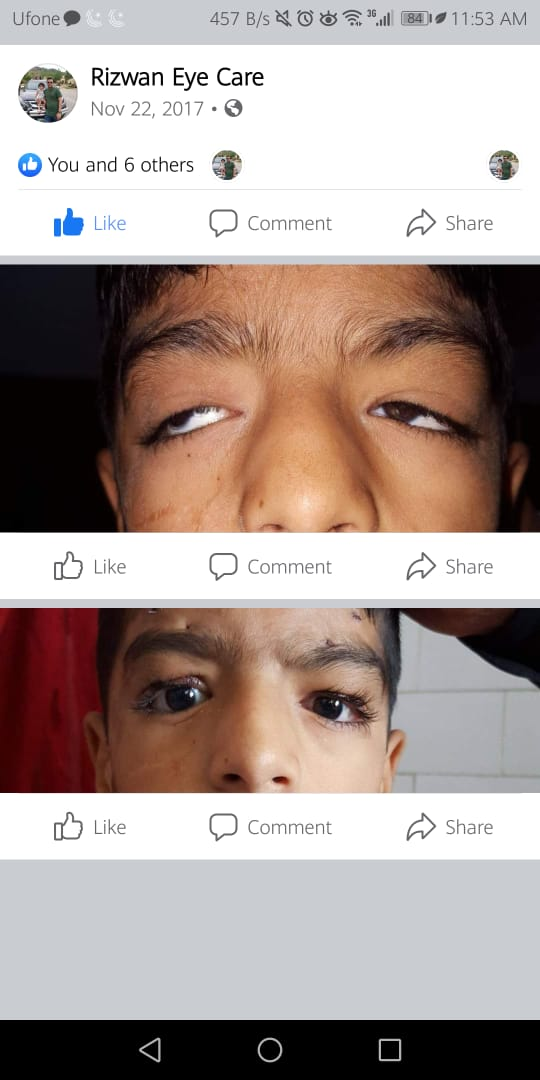 Ufone 457 B/s 3G 84 11:53 AM
Rizwan Eye Care
Nov 22, 2017 •
You and 6 others
Like Comment Share
Like Comment Share
Like Comment Share